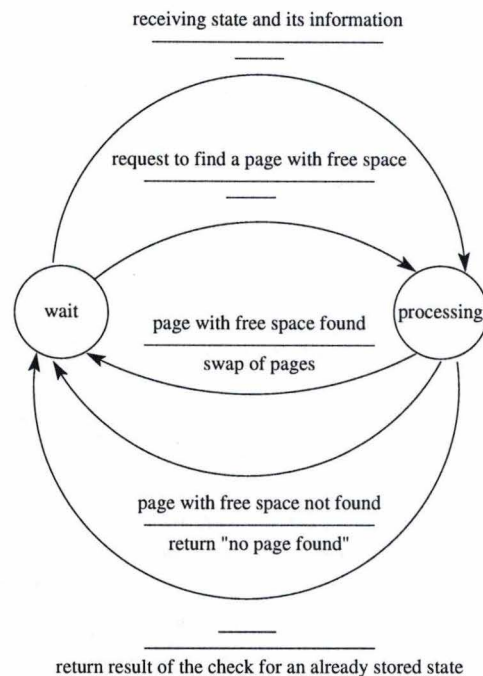 receiving state and its information
request to find a page with free space
wait
processing
page with free space found
swap of pages
page with free space not found
return "no page found"
return result of the check for an already stored state